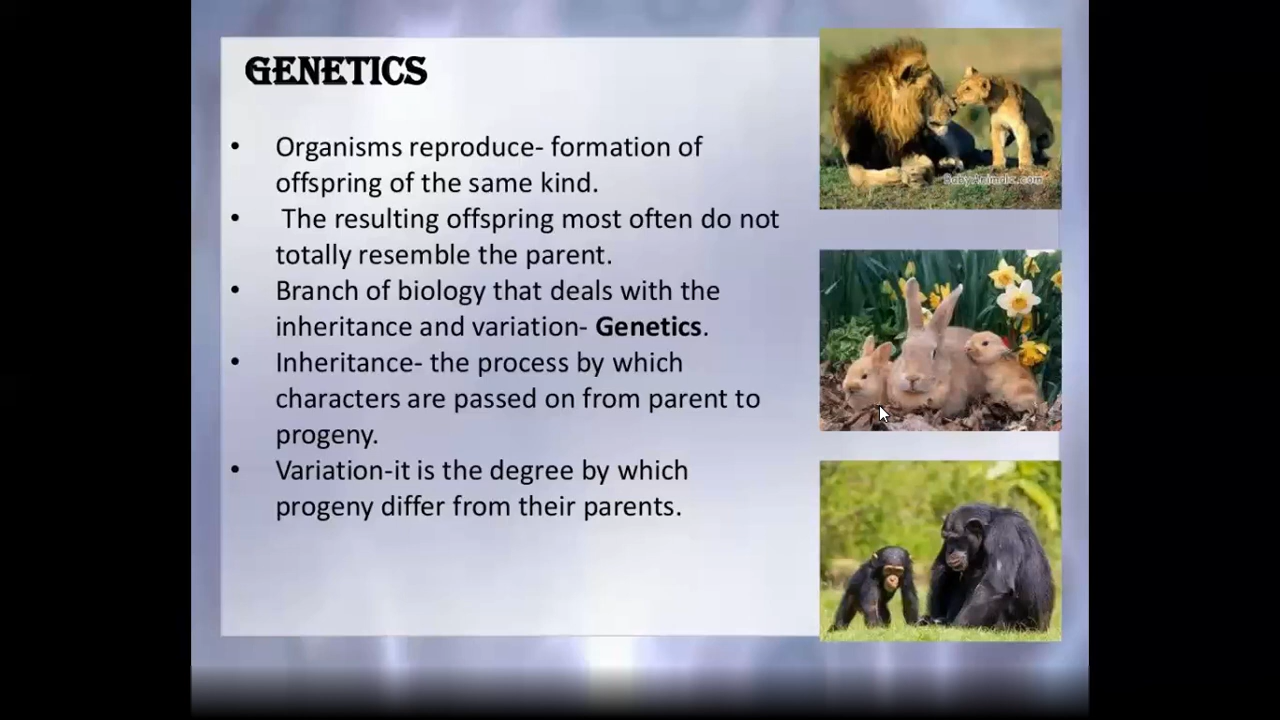 GENETICS
• Organisms reproduce- formation of
offspring of the same kind.
• The resulting offspring most often do not
totally resemble the parent.
• Branch of biology that deals with the
inheritance and variation- Genetics.
• Inheritance- the process by which
characters are passed on from parent to
progeny.
• Variation-it is the degree by which
progeny differ from their parents.
BabyAnimalz.com